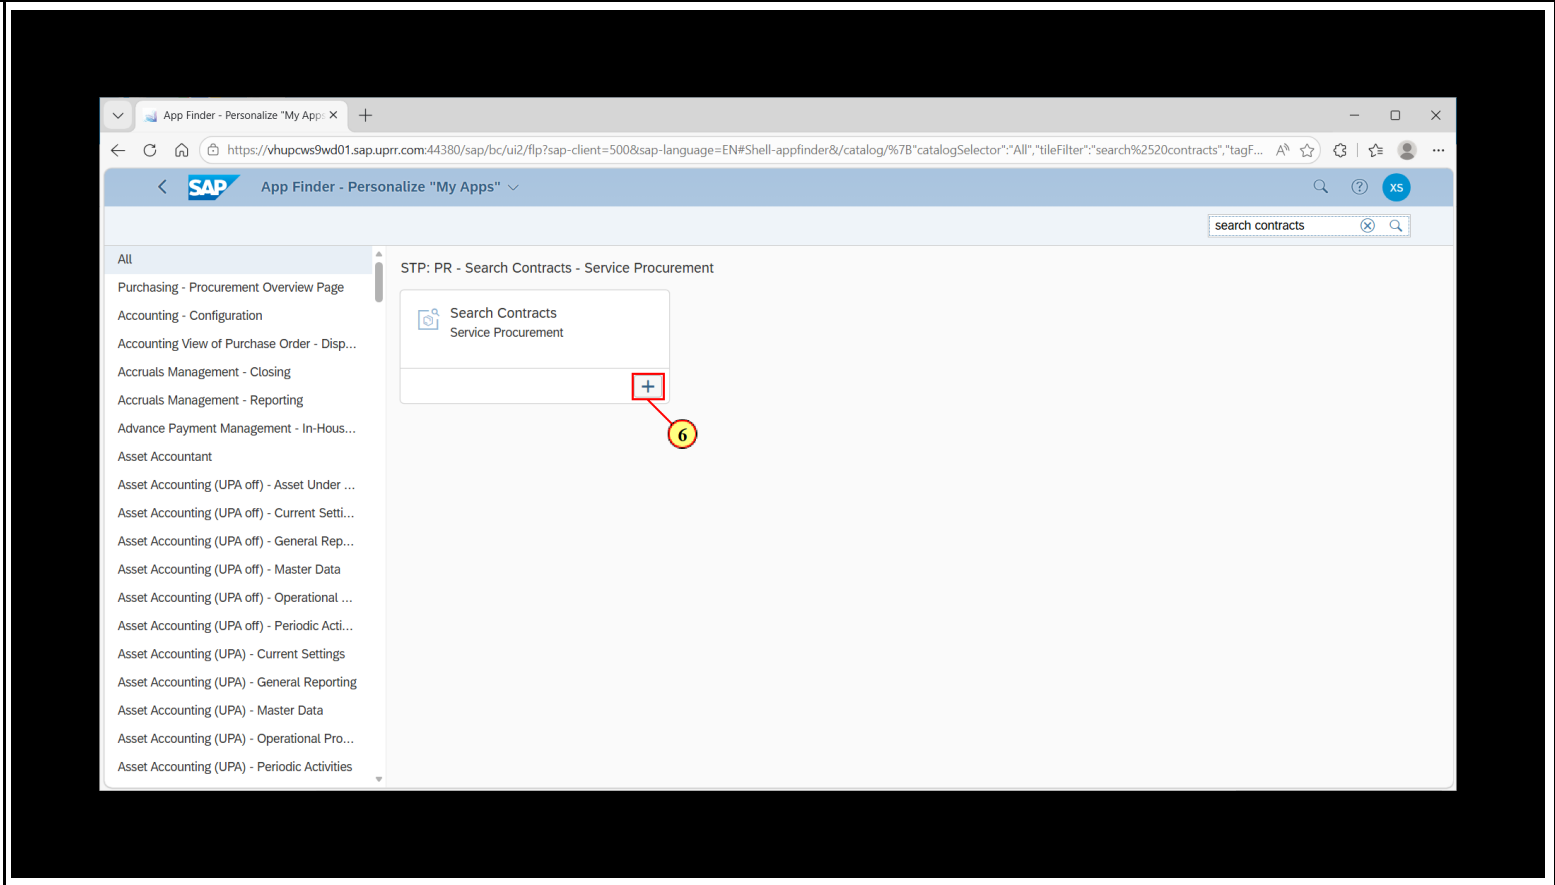 App Finder - Personalize "My Apps
https://vhupcws9wd01.sap.uprr.com:44380/sap/bc/ui2/flp?sap-client=500&sap-language=EN#Shell-appfinder&/catalog/%7B"catalogSelector":"All","tileFilter":"search%2520contracts","tagF...
SAP
App Finder - Personalize "My Apps"
XS
search contracts
All
Purchasing - Procurement Overview Page
Accounting - Configuration
Accounting View of Purchase Order - Disp...
Accruals Management - Closing
Accruals Management - Reporting
Advance Payment Management - In-Hous...
Asset Accountant
Asset Accounting (UPA off) - Asset Under ...
Asset Accounting (UPA off) - Current Setti...
Asset Accounting (UPA off) - General Rep...
Asset Accounting (UPA off) - Master Data
Asset Accounting (UPA off) - Operational ...
Asset Accounting (UPA off) - Periodic Acti...
Asset Accounting (UPA) - Current Settings
Asset Accounting (UPA) - General Reporting
Asset Accounting (UPA) - Master Data
Asset Accounting (UPA) - Operational Pro...
Asset Accounting (UPA) - Periodic Activities
STP: PR - Search Contracts - Service Procurement
Search Contracts
Service Procurement
6